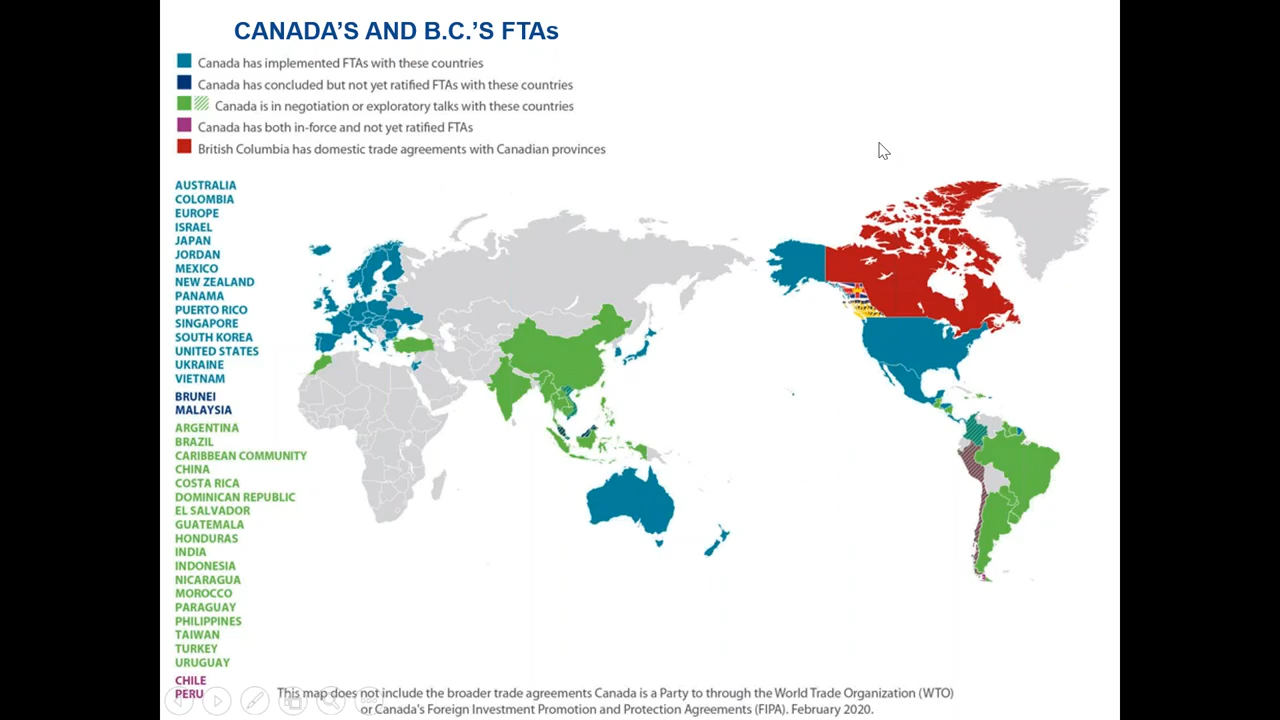 CANADA'S AND B.C.'S FTAs
Canada has implemented FTAs with these countries
Canada has concluded but not yet ratified FTAs with these countries
Canada is in negotiation or exploratory talks with these countries
Canada has both in-force and not yet ratified FTAs
British Columbia has domestic trade agreements with Canadian provinces
AUSTRALIA
COLOMBIA
EUROPE
ISRAEL
JAPAN
JORDAN
MEXICO
NEW ZEALAND
PANAMA
PUERTO RICO
SINGAPORE
SOUTH KOREA
UNITED STATES
UKRAINE
VIETNAM
BRUNEI
MALAYSIA
ARGENTINA
BRAZIL
CARIBBEAN COMMUNITY
CHINA
COSTA RICA
DOMINICAN REPUBLIC
EL SALVADOR
GUATEMALA
HONDURAS
INDIA
INDONESIA
NICARAGUA
MOROCCO
PARAGUAY
PHILIPPINES
TAIWAN
TURKEY
URUGUAY
CHILE
PERU
This map does not include the broader trade agreements Canada is a Party to through the World Trade Organization (WTO)
or Canada's Foreign Investment Promotion and Protection Agreements (FIPA). February 2020.